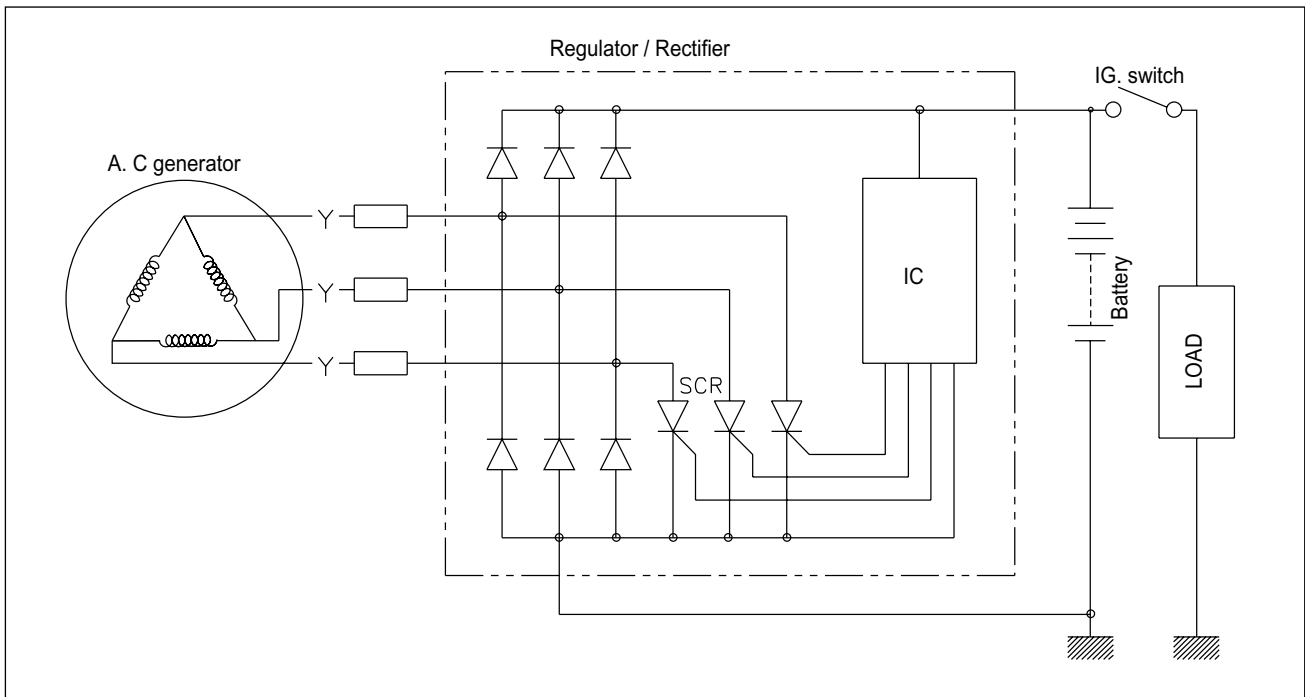 Regulator / Rectifier
IG. switch
A. C generator
Y
Y
Y
IC
Battery
SCR
LOAD